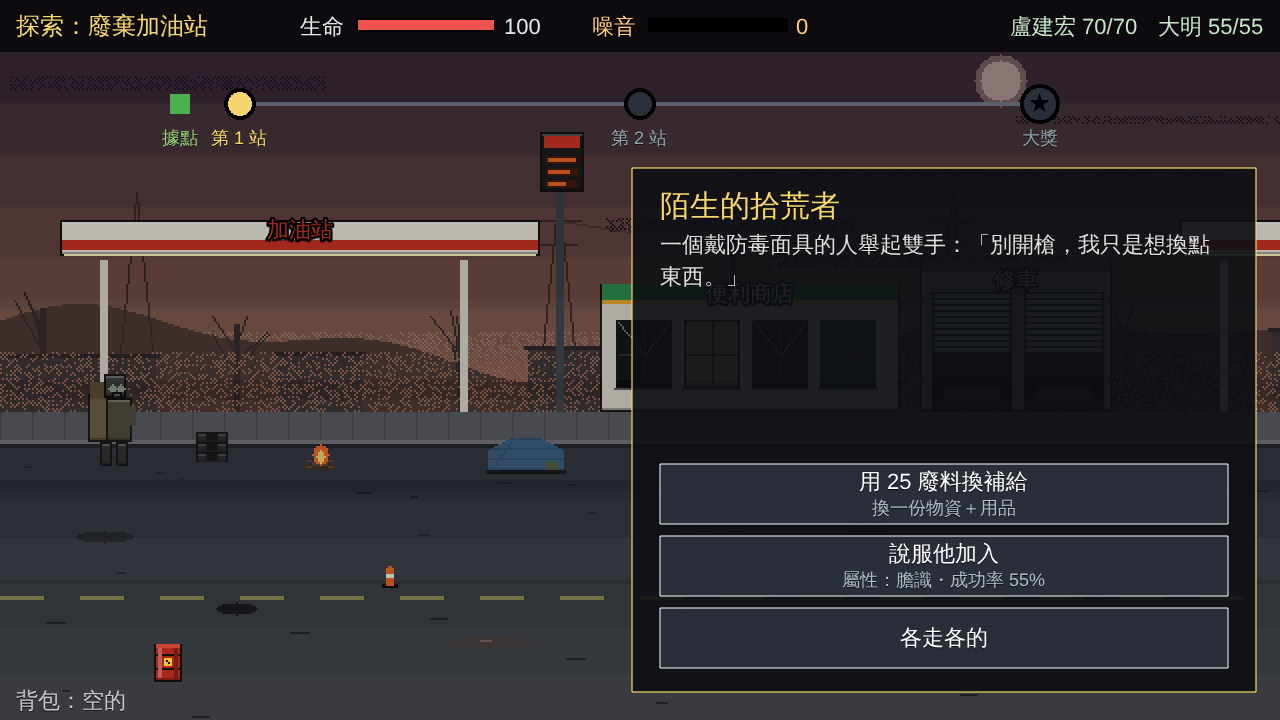 探索：廢棄加油站
生命 100
噪音 0
盧建宏 70/70 大明 55/55
據點 第 1 站 第 2 站 大獎
加油站
便利商店
修車
陌生的拾荒者
一個戴防毒面具的人舉起雙手：「別開槍，我只是想換點
東西。」
用 25 廢料換補給
換一份物資＋用品
說服他加入
屬性：膽識・成功率 55%
各走各的
背包：空的